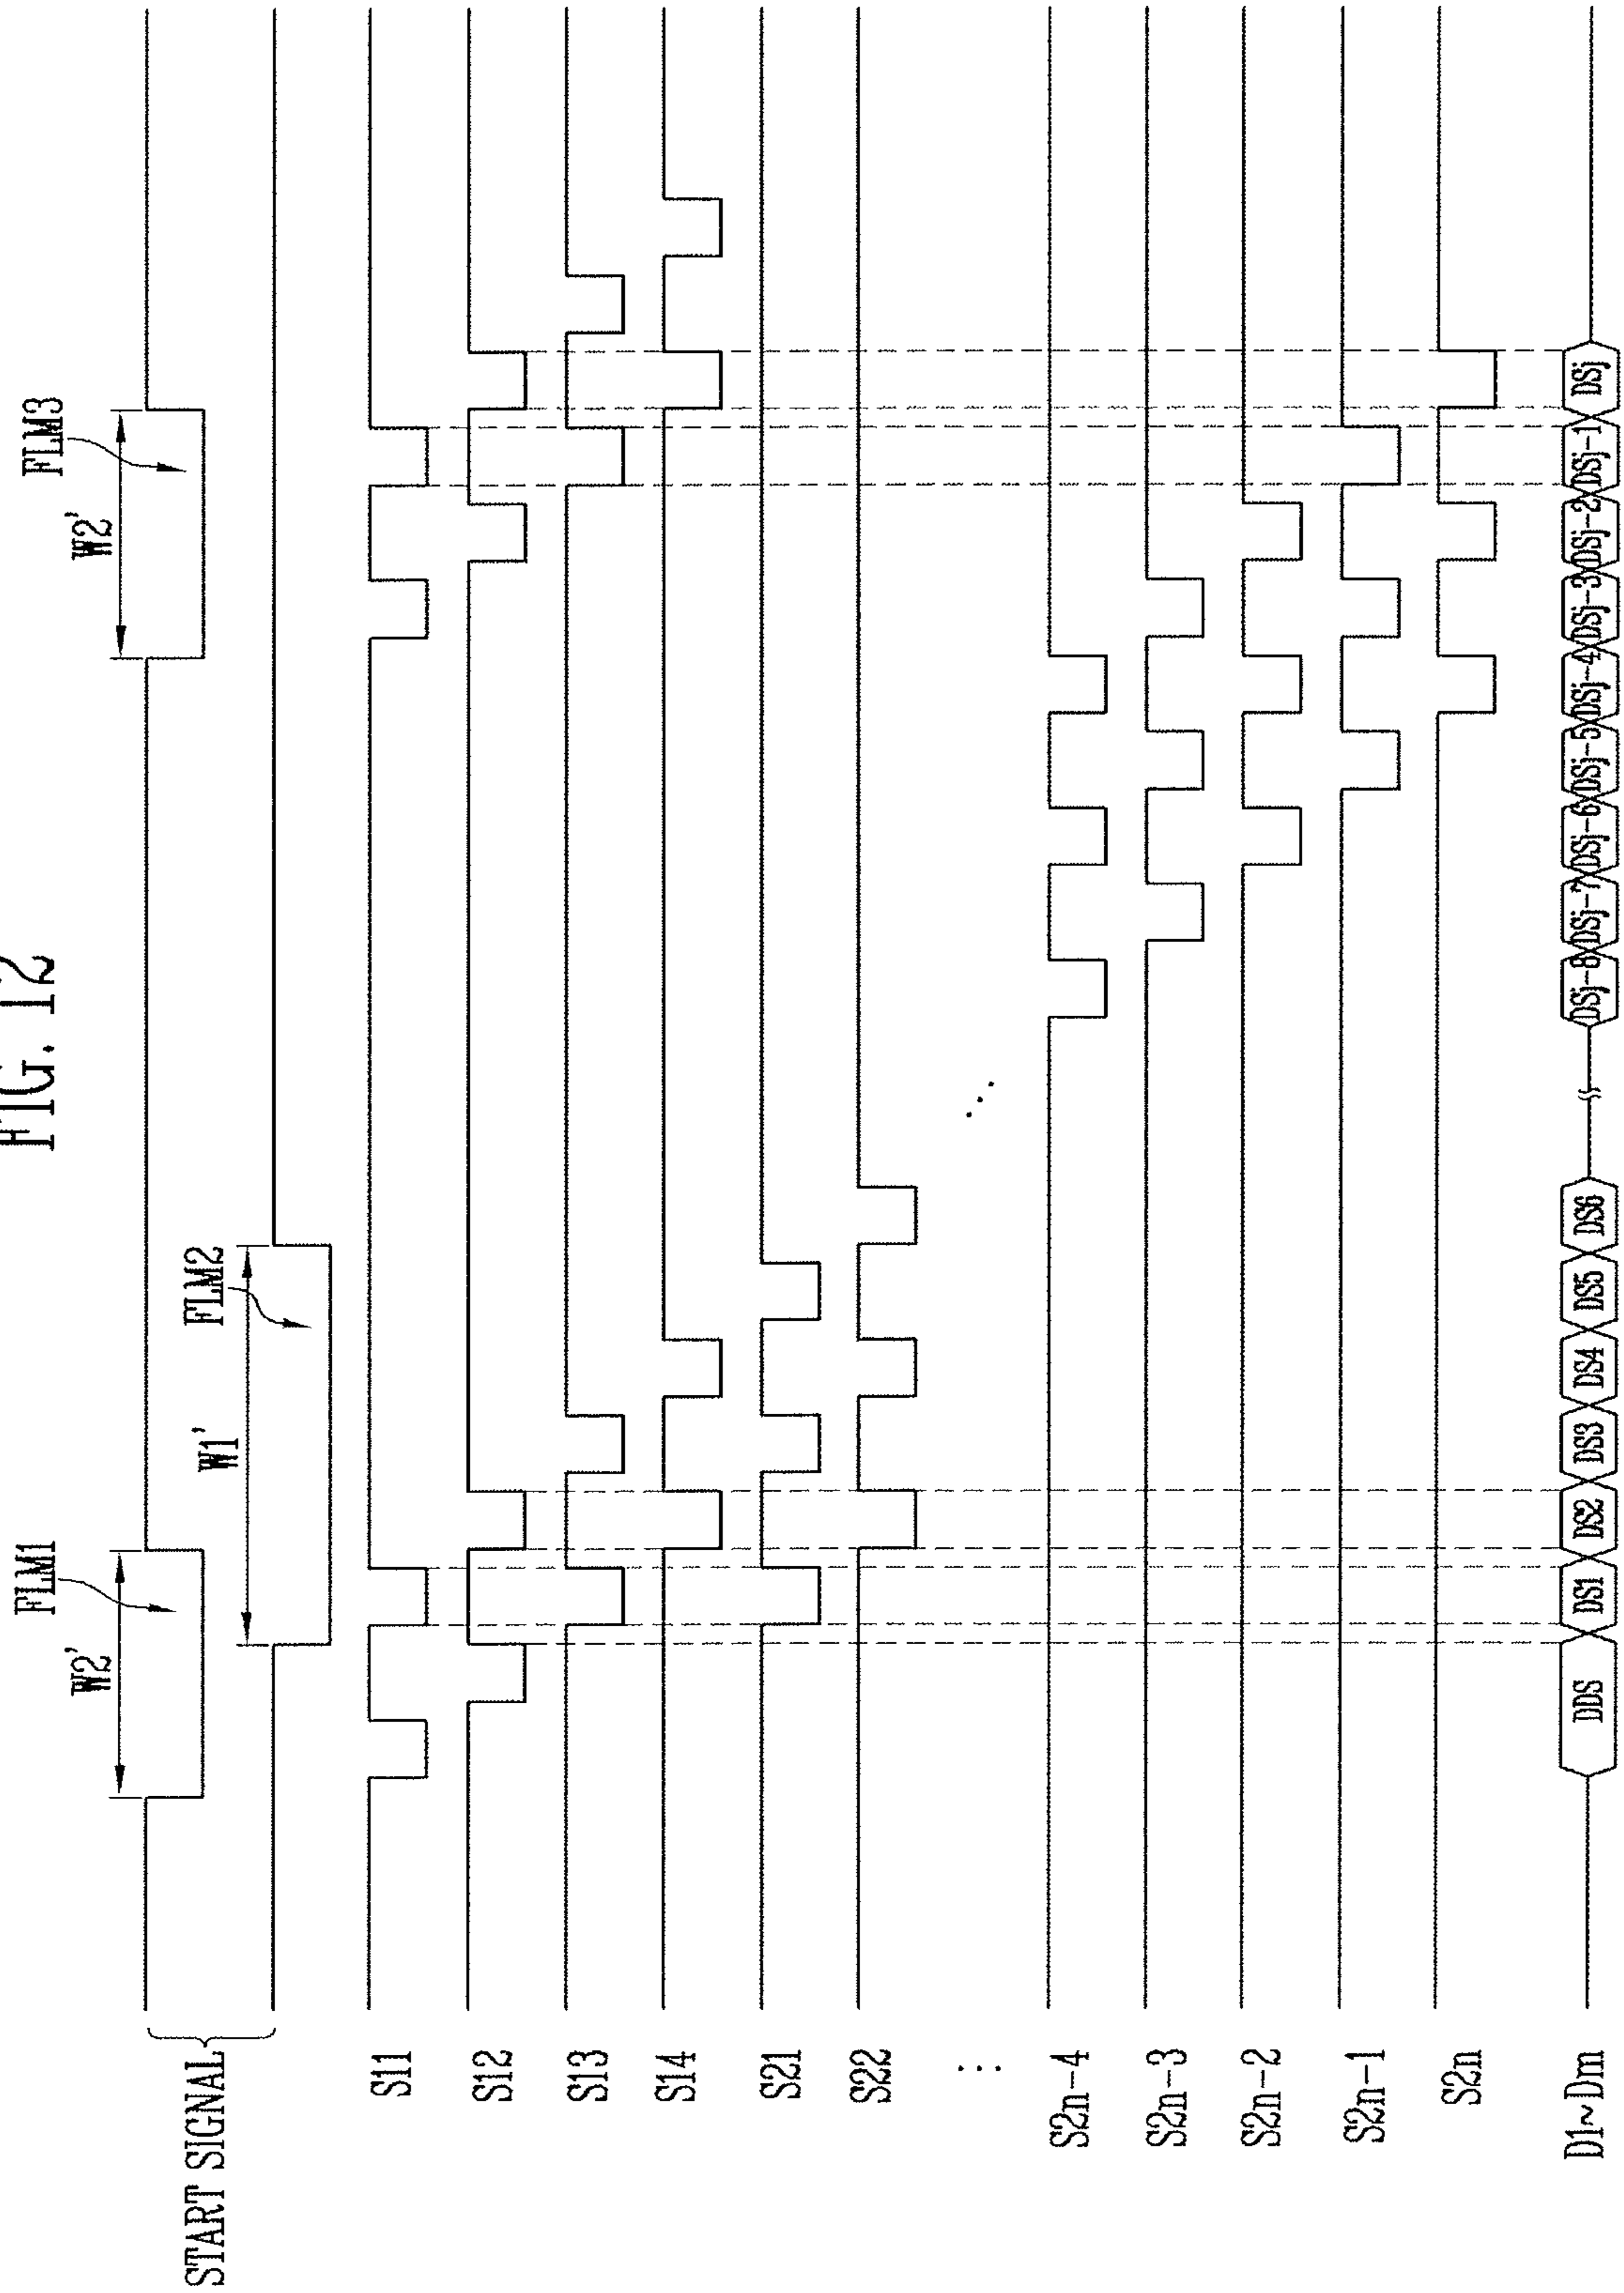 FIG. 12
FLM1
FLM3
W2'
W2'
FLM2
W1'
START SIGNAL
S11
S12
S13
S14
S21
S22
⋮
S2n-4
S2n-3
S2n-2
S2n-1
S2n
D1~Dm
DDS
DS1
DS2
DS3
DS4
DS5
DS6
DSj-8
DSj-7
DSj-6
DSj-5
DSj-4
DSj-3
DSj-2
DSj-1
DSj